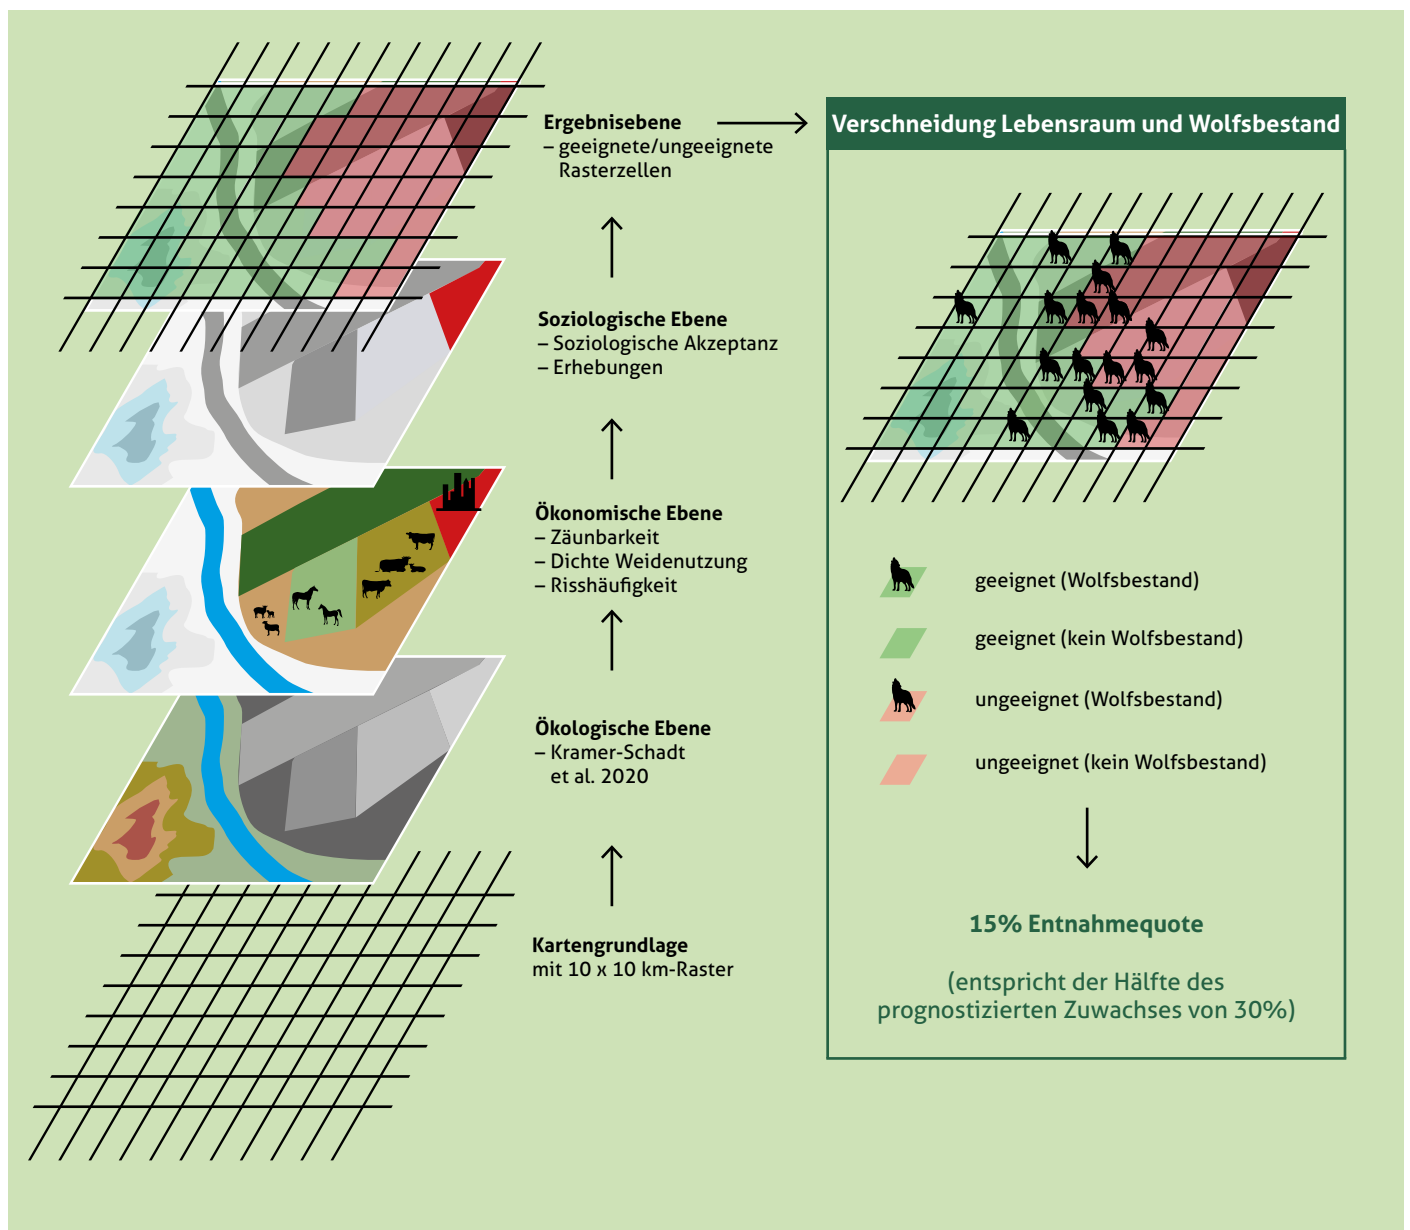 Ergebnisebene
– geeignete/ungeeignete
Rasterzellen
Soziologische Ebene
– Soziologische Akzeptanz
– Erhebungen
Ökonomische Ebene
– Zäunbarkeit
– Dichte Weidenutzung
– Risshäufigkeit
Ökologische Ebene
– Kramer-Schadt
et al. 2020
Kartengrundlage
mit 10 x 10 km-Raster
Verschneidung Lebensraum und Wolfsbestand
geeignet (Wolfsbestand)
geeignet (kein Wolfsbestand)
ungeeignet (Wolfsbestand)
ungeeignet (kein Wolfsbestand)
15% Entnahmequote
(entspricht der Hälfte des
prognostizierten Zuwachses von 30%)